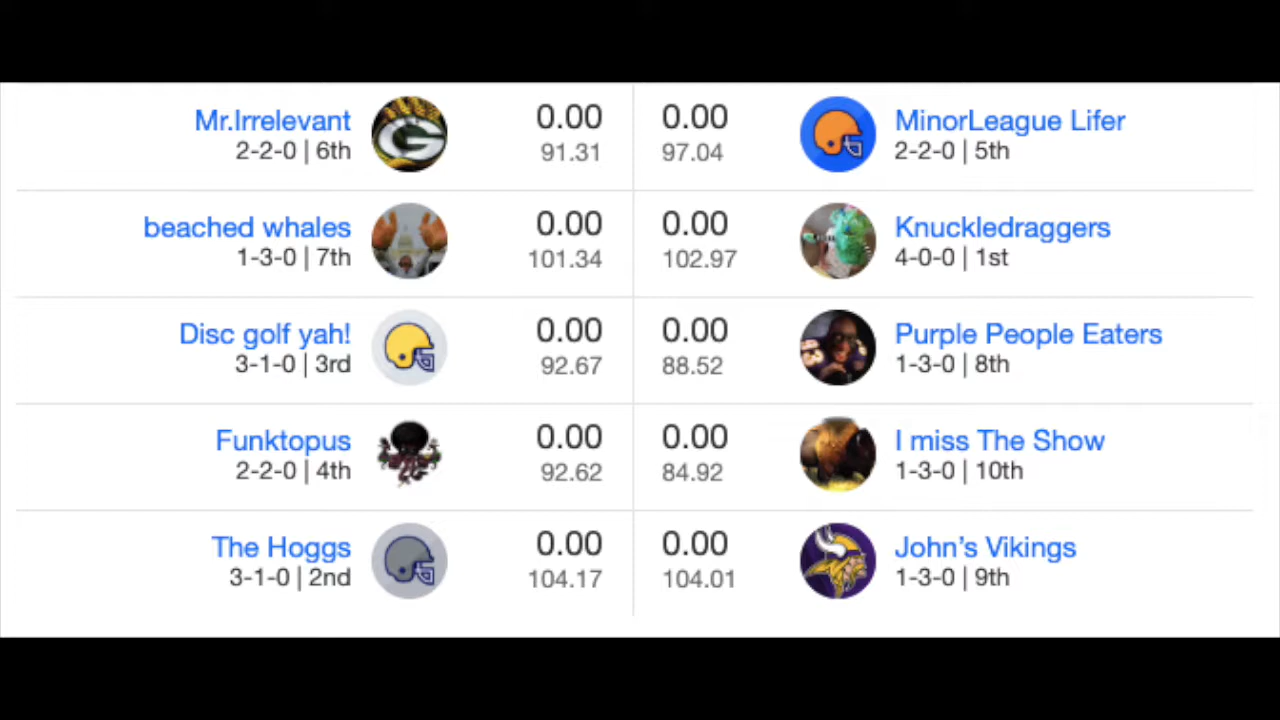 Mr.Irrelevant 0.00 0.00 MinorLeague Lifer
2-2-0 | 6th 91.31 97.04 2-2-0 | 5th
beached whales 0.00 0.00 Knuckledraggers
1-3-0 | 7th 101.34 102.97 4-0-0 | 1st
Disc golf yah! 0.00 0.00 Purple People Eaters
3-1-0 | 3rd 92.67 88.52 1-3-0 | 8th
Funktopus 0.00 0.00 I miss The Show
2-2-0 | 4th 92.62 84.92 1-3-0 | 10th
The Hoggs 0.00 0.00 John's Vikings
3-1-0 | 2nd 104.17 104.01 1-3-0 | 9th